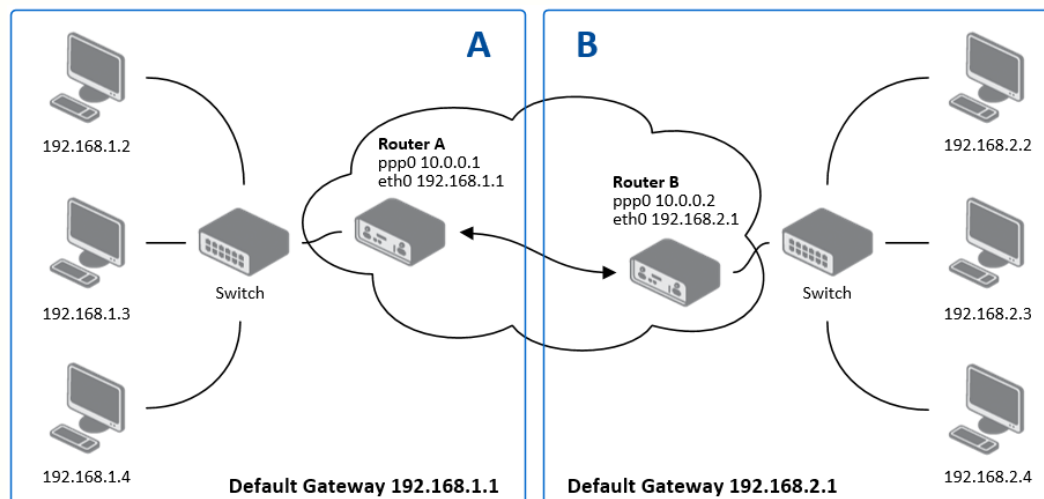 A
B
192.168.1.2
192.168.2.2
Router A
ppp0 10.0.0.1
eth0 192.168.1.1
Router B
ppp0 10.0.0.2
eth0 192.168.2.1
Switch
Switch
192.168.1.3
192.168.2.3
192.168.1.4
Default Gateway 192.168.1.1
Default Gateway 192.168.2.1
192.168.2.4